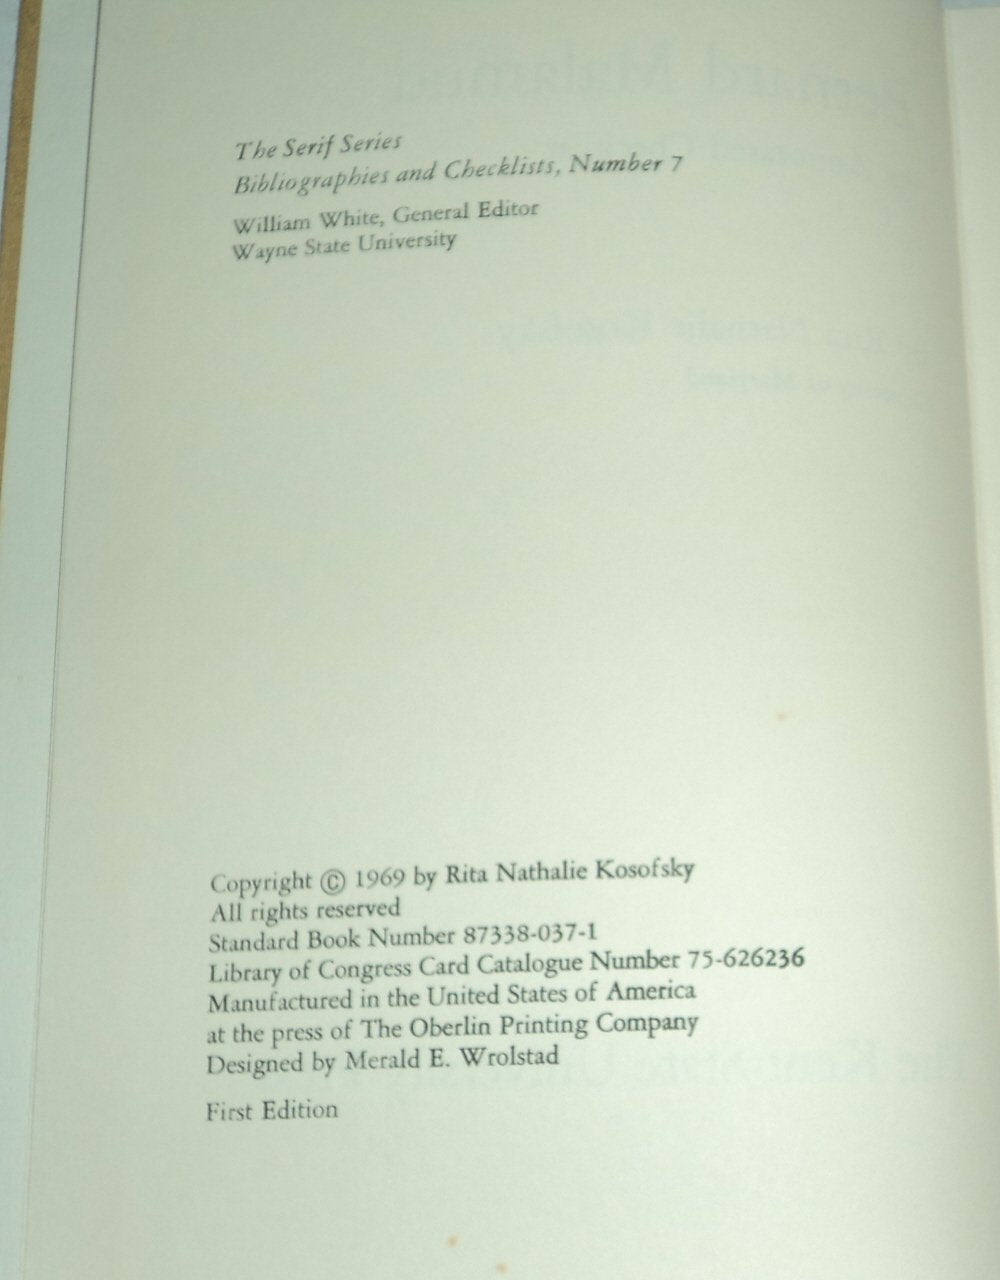 The Serif Series
Bibliographies and Checklists, Number 7
William White, General Editor
Wayne State University
Copyright © 1969 by Rita Nathalie Kosofsky
All rights reserved
Standard Book Number 87338-037-1
Library of Congress Card Catalogue Number 75-626236
Manufactured in the United States of America
at the press of The Oberlin Printing Company
Designed by Merald E. Wrolstad
First Edition